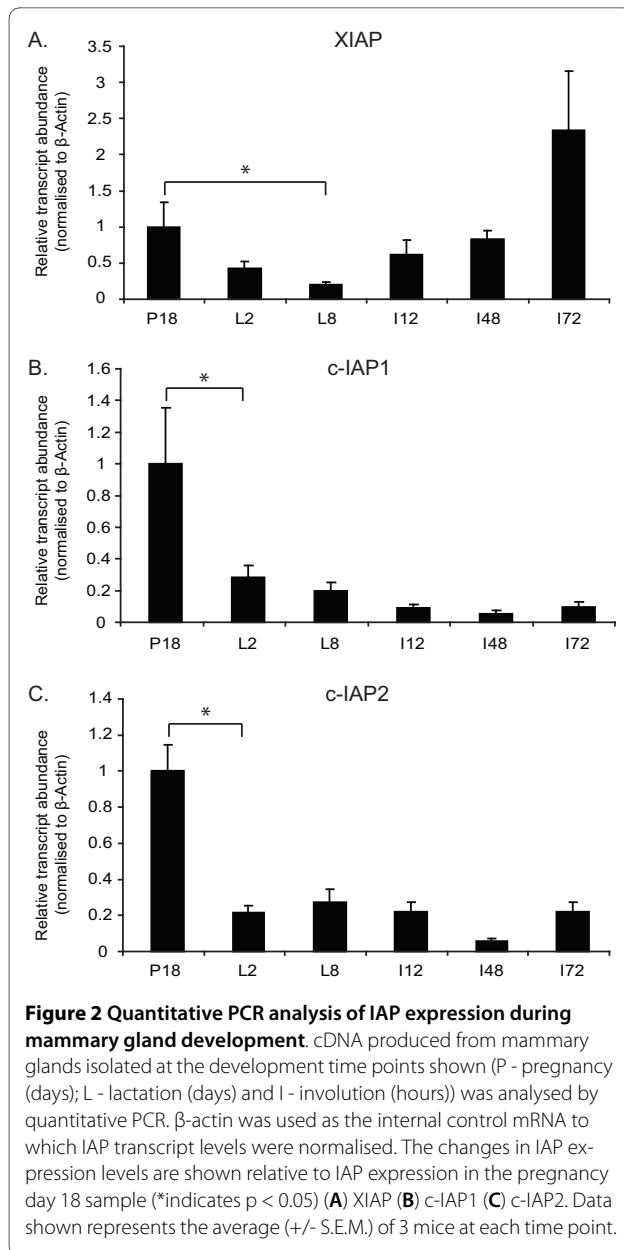 A.
XIAP
Relative transcript abundance
(normalised to β-Actin)
3.5
3
2.5
2
1.5
1
0.5
0
*
P18 L2 L8 I12 I48 I72
B.
c-IAP1
Relative transcript abundance
(normalised to β-Actin)
1.6
1.4
1.2
1.0
0.8
0.6
0.4
0.2
0
*
P18 L2 L8 I12 I48 I72
C.
c-IAP2
Relative transcript abundance
(normalised to β-Actin)
1.4
1.2
1
0.8
0.6
0.4
0.2
0
*
P18 L2 L8 I12 I48 I72
Figure 2 Quantitative PCR analysis of IAP expression during
mammary gland development. cDNA produced from mammary
glands isolated at the development time points shown (P - pregnancy
(days); L - lactation (days) and I - involution (hours)) was analysed by
quantitative PCR. β-actin was used as the internal control mRNA to
which IAP transcript levels were normalised. The changes in IAP ex-
pression levels are shown relative to IAP expression in the pregnancy
day 18 sample (*indicates p < 0.05) (A) XIAP (B) c-IAP1 (C) c-IAP2. Data
shown represents the average (+/- S.E.M.) of 3 mice at each time point.